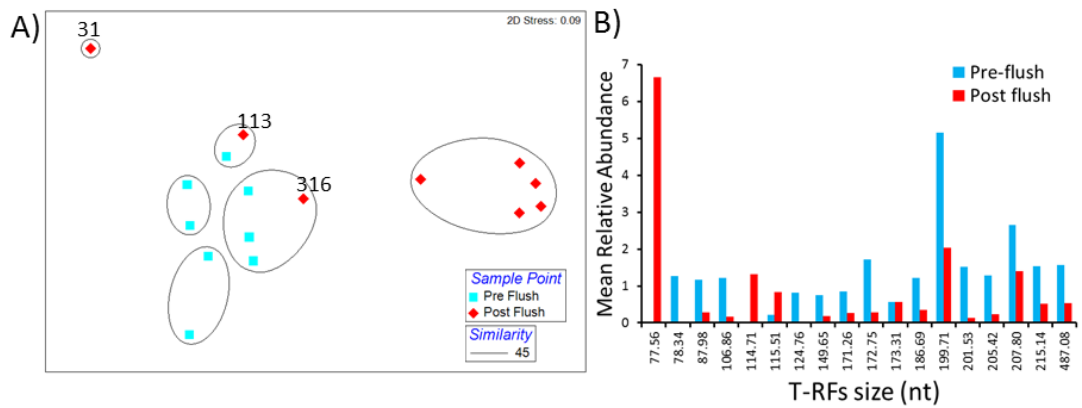 A)
2D Stress: 0.09
31
113
316
Sample Point
Pre Flush
Post Flush
Similarity
45
B)
Mean Relative Abundance
7
6
5
4
3
2
1
0
Pre-flush
Post flush
77.56
78.34
87.98
106.86
114.71
115.51
124.76
149.65
171.26
172.75
173.31
186.69
199.71
201.53
205.42
207.80
215.14
487.08
T-RFs size (nt)